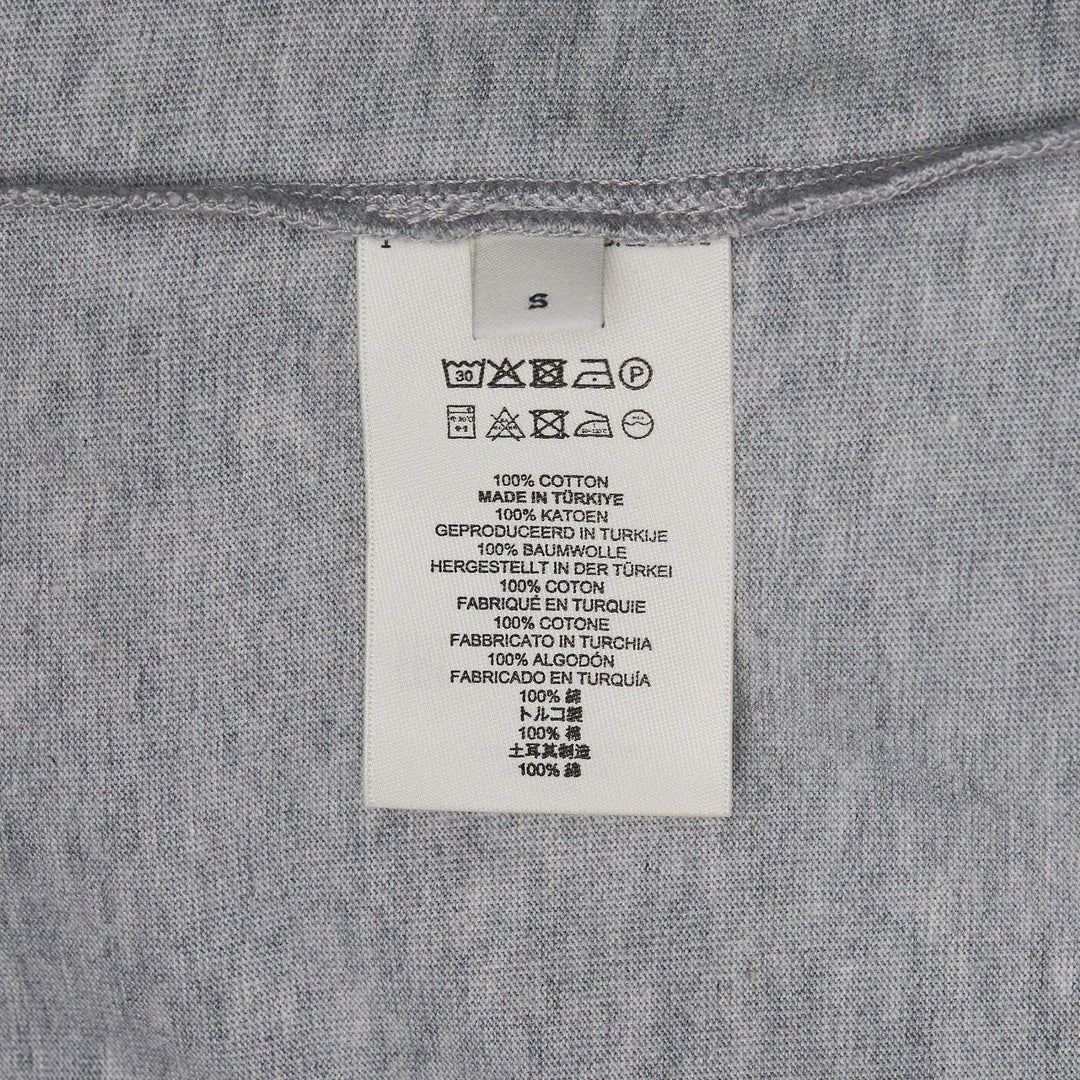 S
30
P
100% COTTON
MADE IN TÜRKIYE
100% KATOEN
GEPRODUCEERD IN TURKIJE
100% BAUMWOLLE
HERGESTELLT IN DER TÜRKEI
100% COTON
FABRIQUÉ EN TURQUIE
100% COTONE
FABBRICATO IN TURCHIA
100% ALGODÓN
FABRICADO EN TURQUÍA
100% 綿
トルコ製
100% 棉
土耳其制造
100% 綿